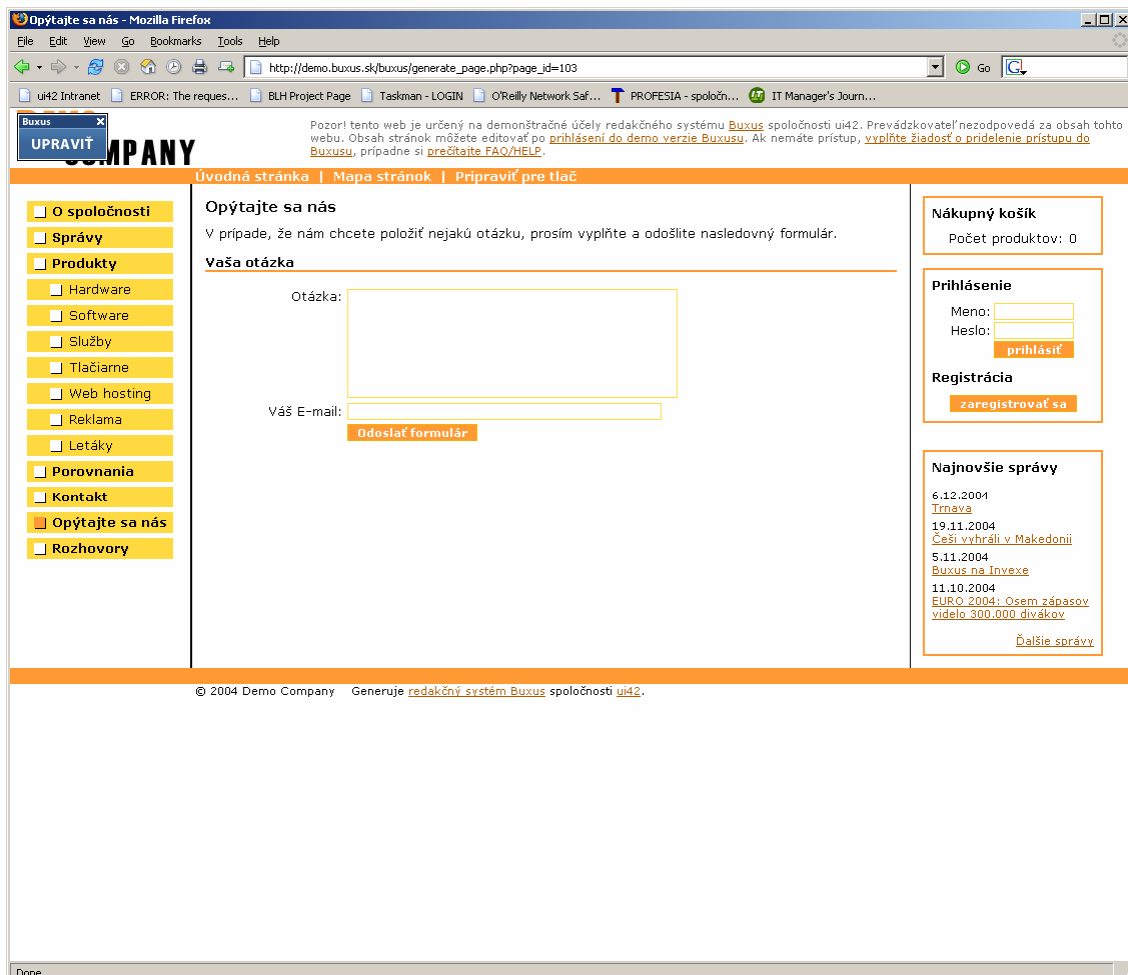 Opýtajte sa nás - Mozilla Firefox
File Edit View Go Bookmarks Tools Help
http://demo.buxus.sk/buxus/generate_page.php?page_id=103
Go
G
ui42 Intranet ERROR: The reques... BLH Project Page Taskman - LOGIN O'Reilly Network Saf... PROFESIA - spoločn... IT Manager's Journ...
Buxus X
UPRAVIŤ
COMPANY
Pozor! tento web je určený na demonštračné účely redakčného systému Buxus spoločnosti ui42. Prevádzkovateľ nezodpovedá za obsah tohto
webu. Obsah stránok môžete editovať po prihlásení do demo verzie Buxusu. Ak nemáte prístup, vyplňte žiadosť o pridelenie prístupu do
Buxusu, prípadne si prečítajte FAQ/HELP.
Úvodná stránka | Mapa stránok | Pripraviť pre tlač
O spoločnosti
Správy
Produkty
Hardware
Software
Služby
Tlačiarne
Web hosting
Reklama
Letáky
Porovnania
Kontakt
Opýtajte sa nás
Rozhovory
Opýtajte sa nás
V prípade, že nám chcete položiť nejakú otázku, prosím vyplňte a odošlite nasledovný formulár.
Vaša otázka
Otázka:
Váš E-mail:
Odoslať formulár
Nákupný košík
Počet produktov: 0
Prihlásenie
Meno:
Heslo:
prihlásiť
Registrácia
zaregistrovať sa
Najnovšie správy
6.12.2004
Trnava
19.11.2004
Češi vyhráli v Makedonii
5.11.2004
Buxus na Invexe
11.10.2004
EURO 2004: Osem zápasov
videlo 300.000 divákov
Ďalšie správy
© 2004 Demo Company Generuje redakčný systém Buxus spoločnosti ui42.
Done